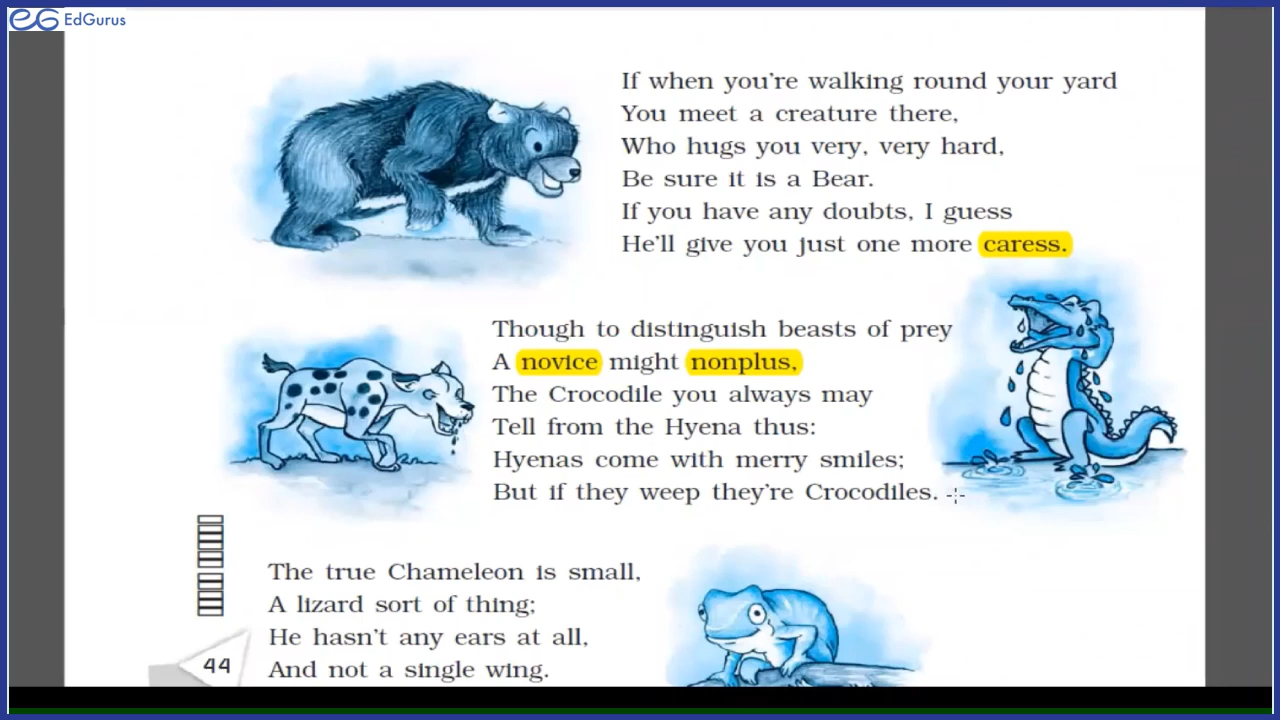 EdGurus
If when you're walking round your yard
You meet a creature there,
Who hugs you very, very hard,
Be sure it is a Bear.
If you have any doubts, I guess
He'll give you just one more caress.
Though to distinguish beasts of prey
A novice might nonplus,
The Crocodile you always may
Tell from the Hyena thus:
Hyenas come with merry smiles;
But if they weep they're Crocodiles.
The true Chameleon is small,
A lizard sort of thing;
He hasn't any ears at all,
And not a single wing.
44